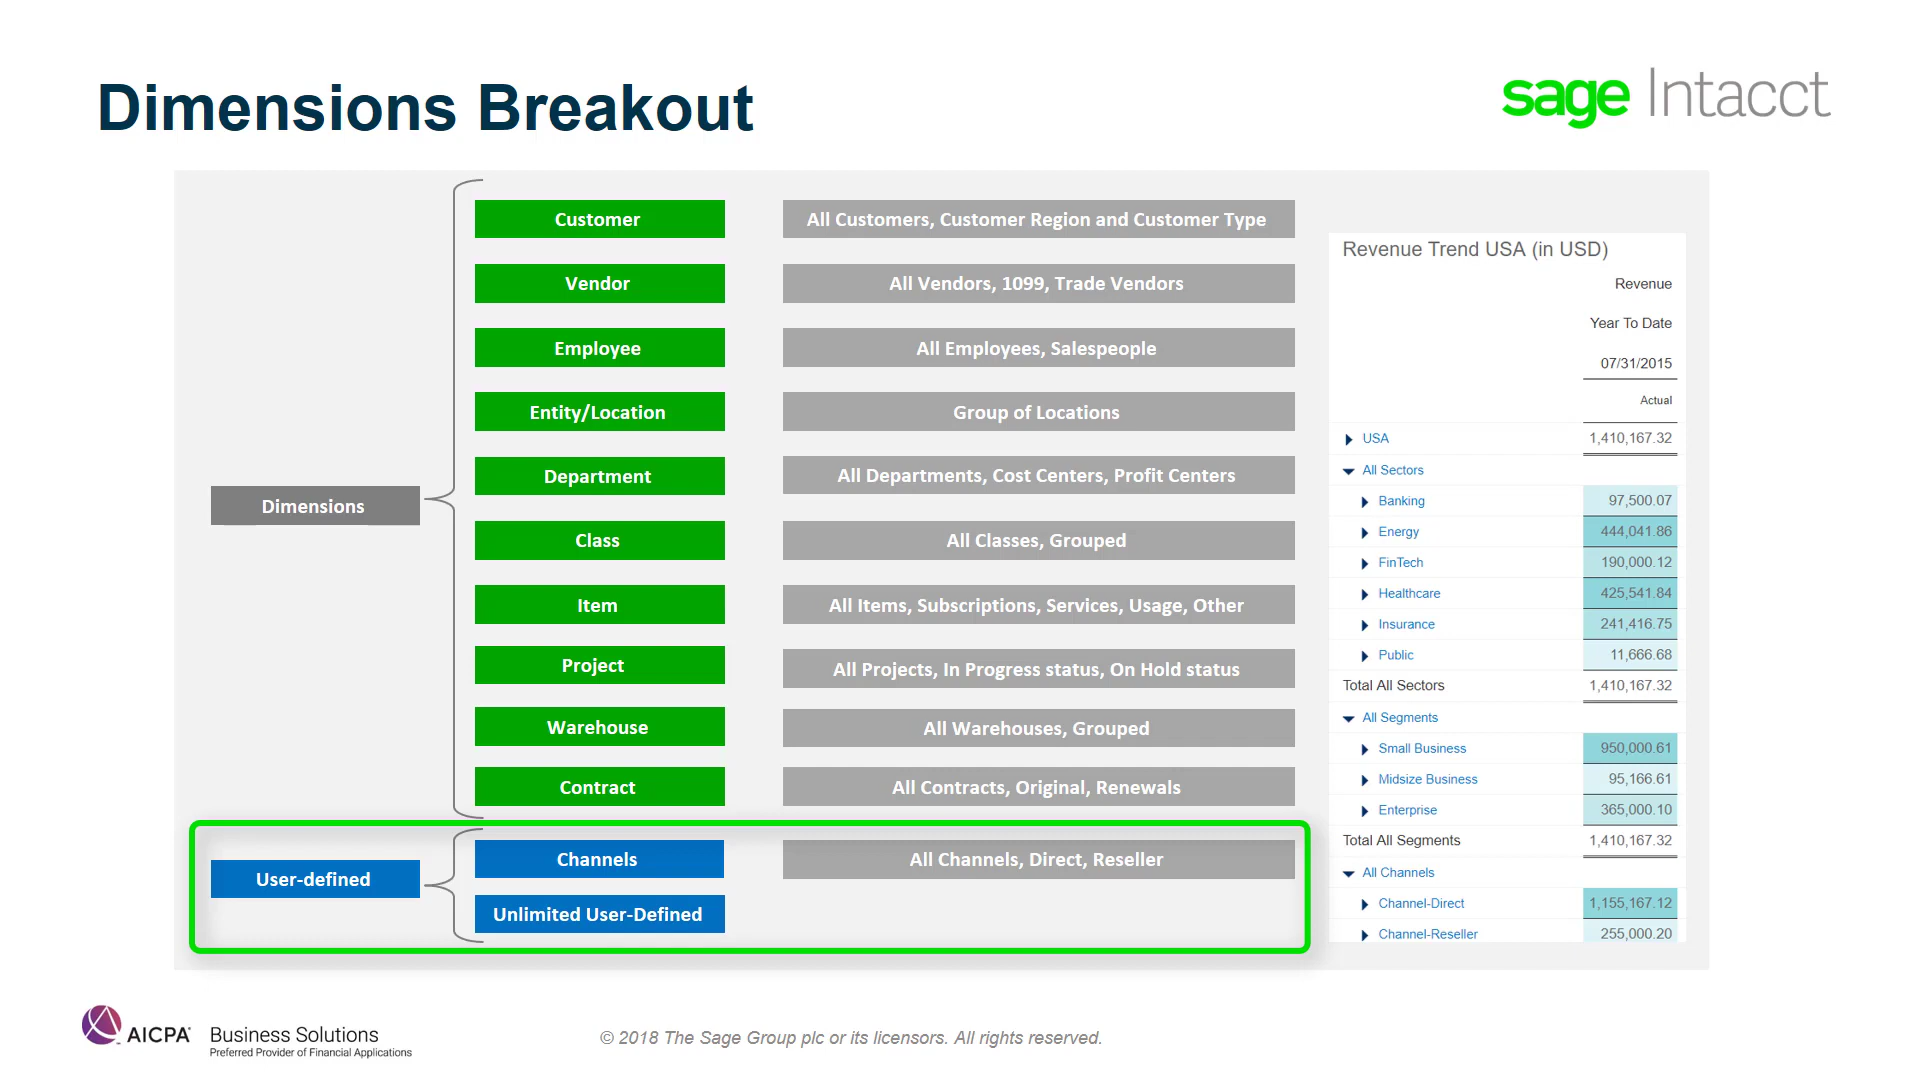 Dimensions Breakout
sage Intacct
Customer
All Customers, Customer Region and Customer Type
Vendor
All Vendors, 1099, Trade Vendors
Employee
All Employees, Salespeople
Entity/Location
Group of Locations
Department
All Departments, Cost Centers, Profit Centers
Dimensions
Class
All Classes, Grouped
Item
All Items, Subscriptions, Services, Usage, Other
Project
All Projects, In Progress status, On Hold status
Warehouse
All Warehouses, Grouped
Contract
All Contracts, Original, Renewals
User-defined
Channels
All Channels, Direct, Reseller
Unlimited User-Defined
Revenue Trend USA (in USD)
Revenue
Year To Date
07/31/2015
Actual
USA 1,410,167.32
All Sectors
Banking 97,500.07
Energy 444,041.86
FinTech 190,000.12
Healthcare 425,541.84
Insurance 241,416.75
Public 11,666.68
Total All Sectors 1,410,167.32
All Segments
Small Business 950,000.61
Midsize Business 95,166.61
Enterprise 365,000.10
Total All Segments 1,410,167.32
All Channels
Channel-Direct 1,155,167.12
Channel-Reseller 255,000.20
AICPA Business Solutions
Preferred Provider of Financial Applications
© 2018 The Sage Group plc or its licensors. All rights reserved.